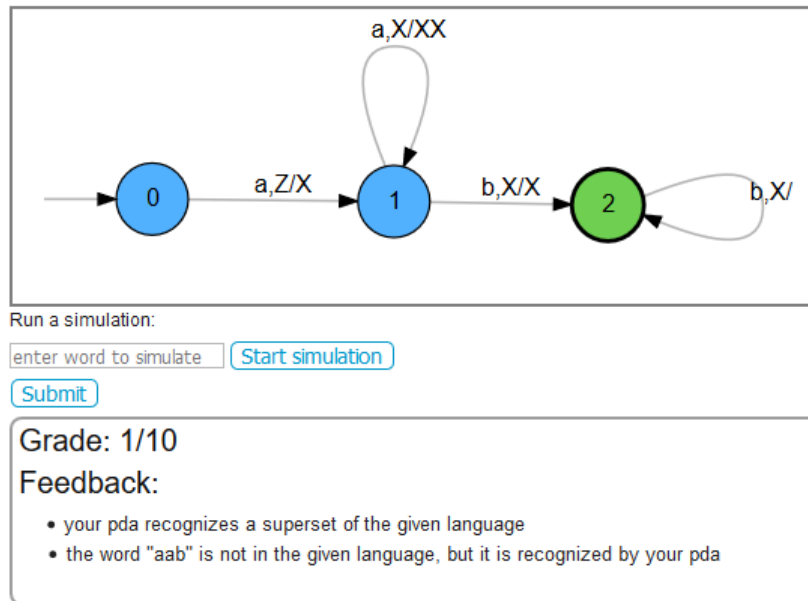 a,X/XX
0
a,Z/X
1
b,X/X
2
b,X/
Run a simulation:
enter word to simulate Start simulation
Submit
Grade: 1/10
Feedback:
• your pda recognizes a superset of the given language
• the word "aab" is not in the given language, but it is recognized by your pda